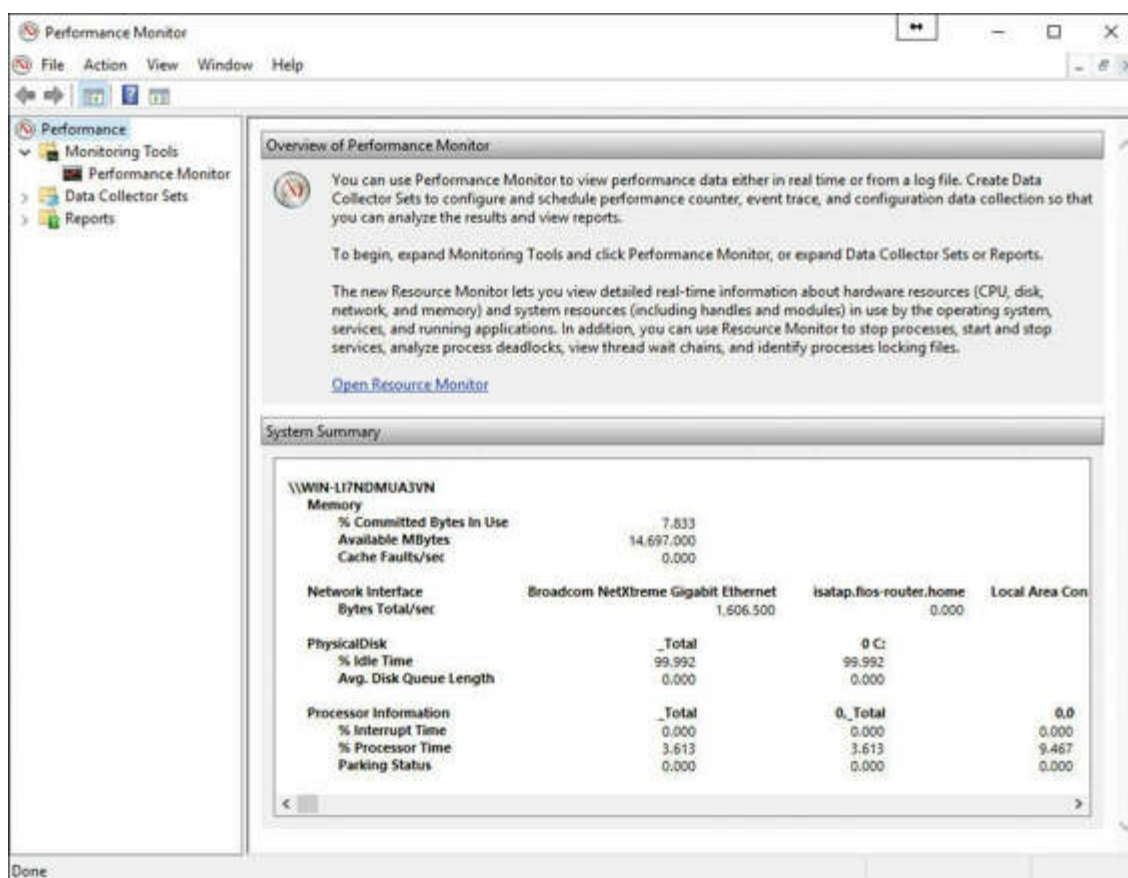 Performance Monitor
File Action View Window Help
Performance
Monitoring Tools
Performance Monitor
Data Collector Sets
Reports
Overview of Performance Monitor
You can use Performance Monitor to view performance data either in real time or from a log file. Create Data
Collector Sets to configure and schedule performance counter, event trace, and configuration data collection so that
you can analyze the results and view reports.
To begin, expand Monitoring Tools and click Performance Monitor, or expand Data Collector Sets or Reports.
The new Resource Monitor lets you view detailed real-time information about hardware resources (CPU, disk,
network, and memory) and system resources (including handles and modules) in use by the operating system,
services, and running applications. In addition, you can use Resource Monitor to stop processes, start and stop
services, analyze process deadlocks, view thread wait chains, and identify processes locking files.
Open Resource Monitor
System Summary
\\WIN-LI7NDMUA3VN
Memory
% Committed Bytes In Use 7.833
Available MBytes 14,697.000
Cache Faults/sec 0.000
Network Interface Broadcom NetXtreme Gigabit Ethernet isatap.fios-router.home Local Area Con
Bytes Total/sec 1,606.500 0.000
PhysicalDisk _Total 0 C:
% Idle Time 99.992 99.992
Avg. Disk Queue Length 0.000 0.000
Processor Information _Total 0,_Total 0,0
% Interrupt Time 0.000 0.000 0.000
% Processor Time 3.613 3.613 9.467
Parking Status 0.000 0.000 0.000
Done